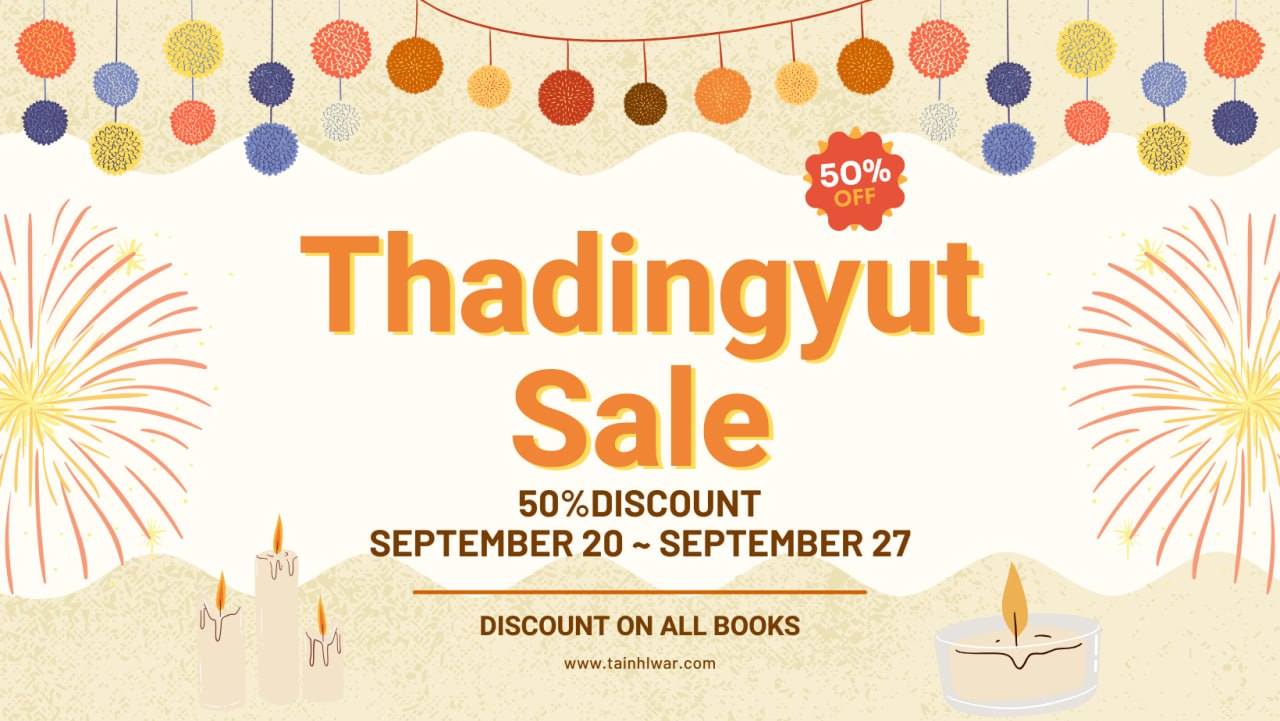 50%
OFF
Thadingyut
Sale
50%DISCOUNT
SEPTEMBER 20 ~ SEPTEMBER 27
DISCOUNT ON ALL BOOKS
www.tainhlwar.com